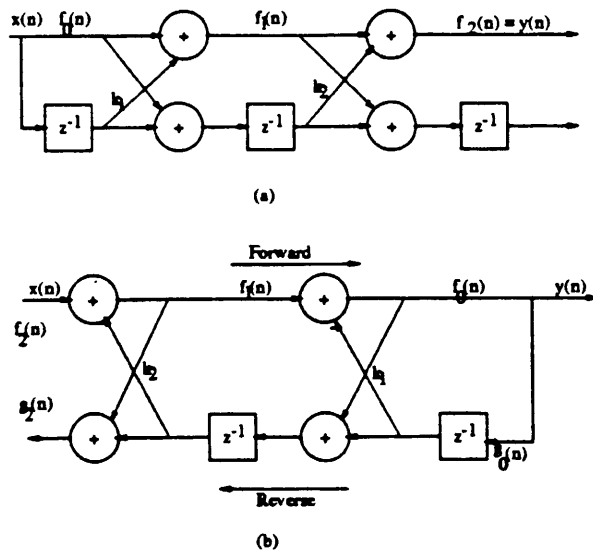 x(n) f₀(n) f₁(n) f₂(n) = y(n)
+ +
k₁ k₂
z⁻¹ + z⁻¹ + z⁻¹
(a)
Forward
x(n) + f₁(n) + f₀(n) y(n)
f₂(n)
k₂ k₁
g₂(n)
+ z⁻¹ + z⁻¹
g₀(n)
Reverse
(b)